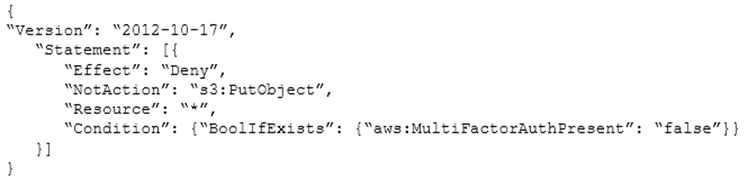 {
“Version”: “2012-10-17”,
“Statement”: [{
“Effect”: “Deny”,
“NotAction”: “s3:PutObject”,
“Resource”: “*”,
“Condition”: {“BoolIfExists”: {“aws:MultiFactorAuthPresent”: “false”}}
}]
}